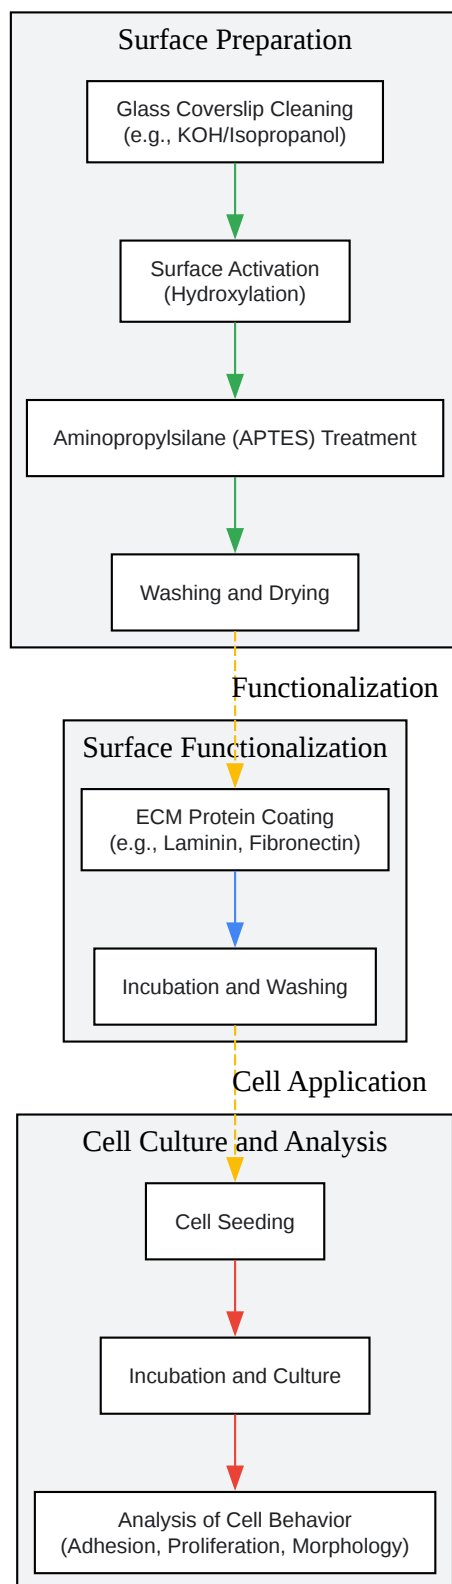 Surface Preparation
Glass Coverslip Cleaning
(e.g., KOH/Isopropanol)
Surface Activation
(Hydroxylation)
Aminopropylsilane (APTES) Treatment
Washing and Drying
Functionalization
Surface Functionalization
ECM Protein Coating
(e.g., Laminin, Fibronectin)
Incubation and Washing
Cell Application
Cell Culture and Analysis
Cell Seeding
Incubation and Culture
Analysis of Cell Behavior
(Adhesion, Proliferation, Morphology)